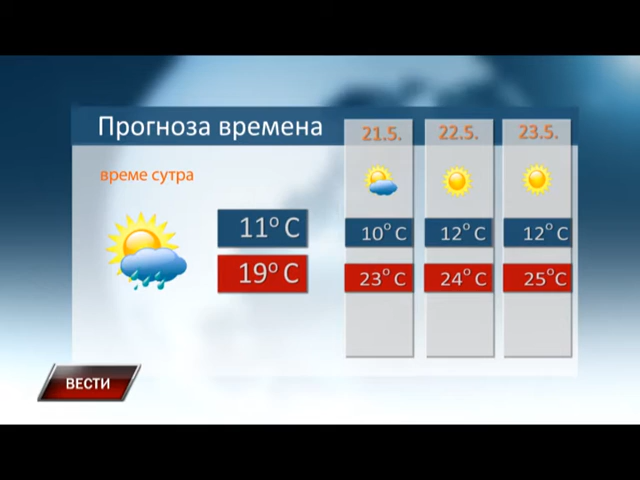 Прогноза времена
време сутра
11° C
19° C
21.5. 22.5. 23.5.
10° C 12° C 12° C
23° C 24° C 25° C
ВЕСТИ